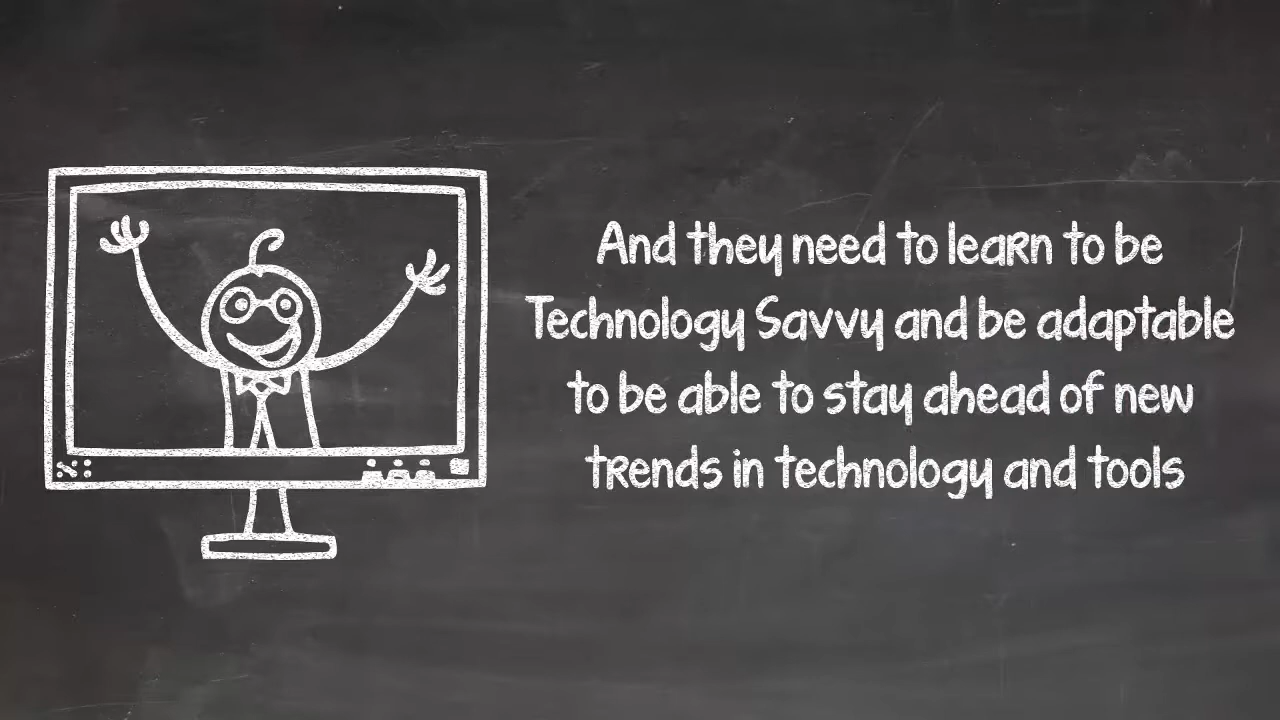 And they need to learn to be
Technology Savvy and be adaptable
to be able to stay ahead of new
trends in technology and tools